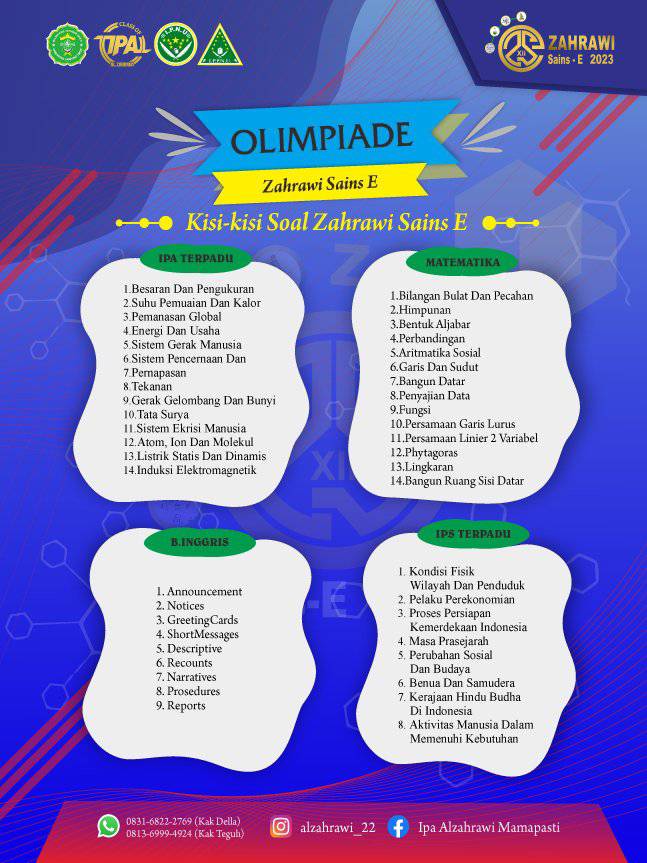 CLASS OF
IPA
I.P.N.U
I.P.P.N.U
XII
ZAHRAWI
Sains - E 2023
OLIMPIADE
Zahrawi Sains E
Kisi-kisi Soal Zahrawi Sains E
IPA TERPADU
1.Besaran Dan Pengukuran
2.Suhu Pemuaian Dan Kalor
3.Pemanasan Global
4.Energi Dan Usaha
5.Sistem Gerak Manusia
6.Sistem Pencernaan Dan
7.Pernapasan
8.Tekanan
9.Gerak Gelombang Dan Bunyi
10.Tata Surya
11.Sistem Ekrisi Manusia
12.Atom, Ion Dan Molekul
13.Listrik Statis Dan Dinamis
14.Induksi Elektromagnetik
MATEMATIKA
1.Bilangan Bulat Dan Pecahan
2.Himpunan
3.Bentuk Aljabar
4.Perbandingan
5.Aritmatika Sosial
6.Garis Dan Sudut
7.Bangun Datar
8.Penyajian Data
9.Fungsi
10.Persamaan Garis Lurus
11.Persamaan Linier 2 Variabel
12.Phytagoras
13.Lingkaran
14.Bangun Ruang Sisi Datar
XII
B.INGGRIS
1. Announcement
2. Notices
3. GreetingCards
4. ShortMessages
5. Descriptive
6. Recounts
7. Narratives
8. Prosedures
9. Reports
IPS TERPADU
1. Kondisi Fisik
Wilayah Dan Penduduk
2. Pelaku Perekonomian
3. Proses Persiapan
Kemerdekaan Indonesia
4. Masa Prasejarah
5. Perubahan Sosial
Dan Budaya
6. Benua Dan Samudera
7. Kerajaan Hindu Budha
Di Indonesia
8. Aktivitas Manusia Dalam
Memenuhi Kebutuhan
-E
0831-6822-2769 (Kak Della)
0813-6999-4924 (Kak Teguh)
alzahrawi_22
Ipa Alzahrawi Mamapasti